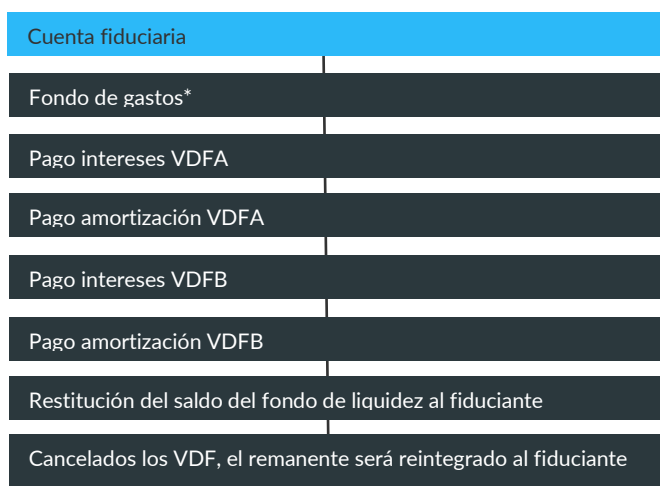 Cuenta fiduciaria
Fondo de gastos*
Pago intereses VDFA
Pago amortización VDFA
Pago intereses VDFB
Pago amortización VDFB
Restitución del saldo del fondo de liquidez al fiduciante
Cancelados los VDF, el remanente será reintegrado al fiduciante